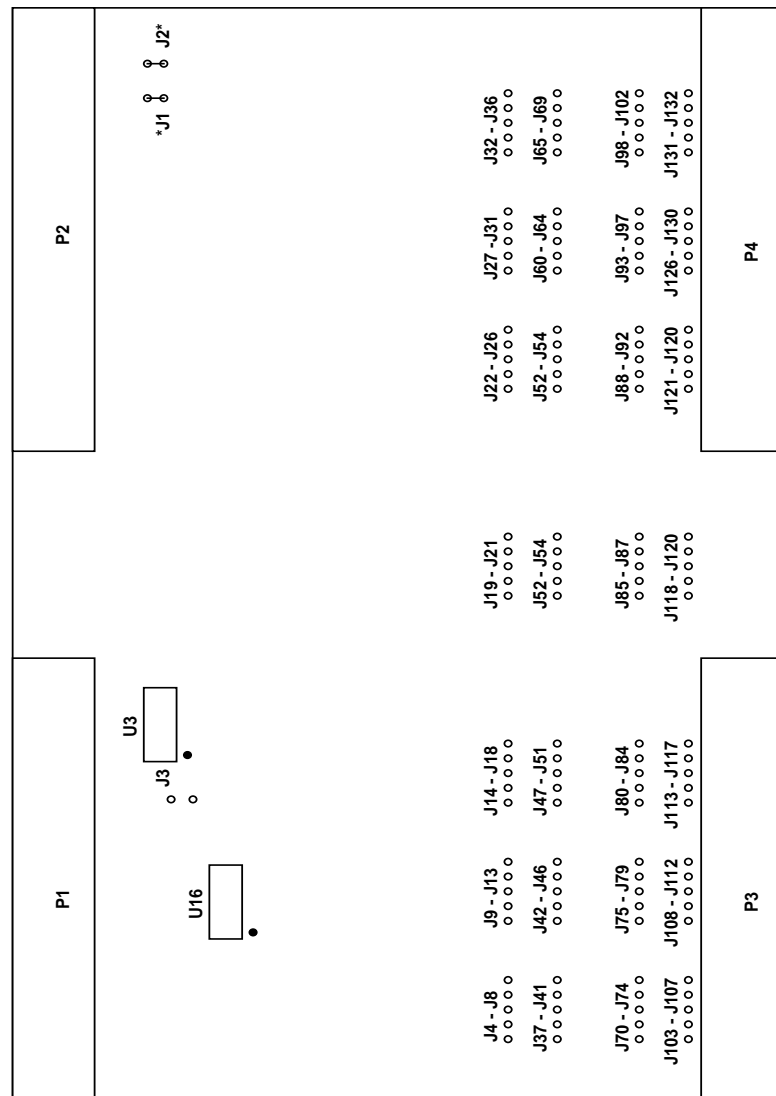 P1
P2
U3
J3
*J1
J2*
U16
J4 - J8
J9 - J13
J14 - J18
J19 - J21
J22 - J26
J27 -J31
J32 - J36
J37 - J41
J42 - J46
J47 - J51
J52 - J54
J52 - J54
J60 - J64
J65 - J69
J70 - J74
J75 - J79
J80 - J84
J85 - J87
J88 - J92
J93 - J97
J98 - J102
J103 - J107
J108 - J112
J113 - J117
J118 - J120
J121 - J120
J126 - J130
J131 - J132
P3
P4